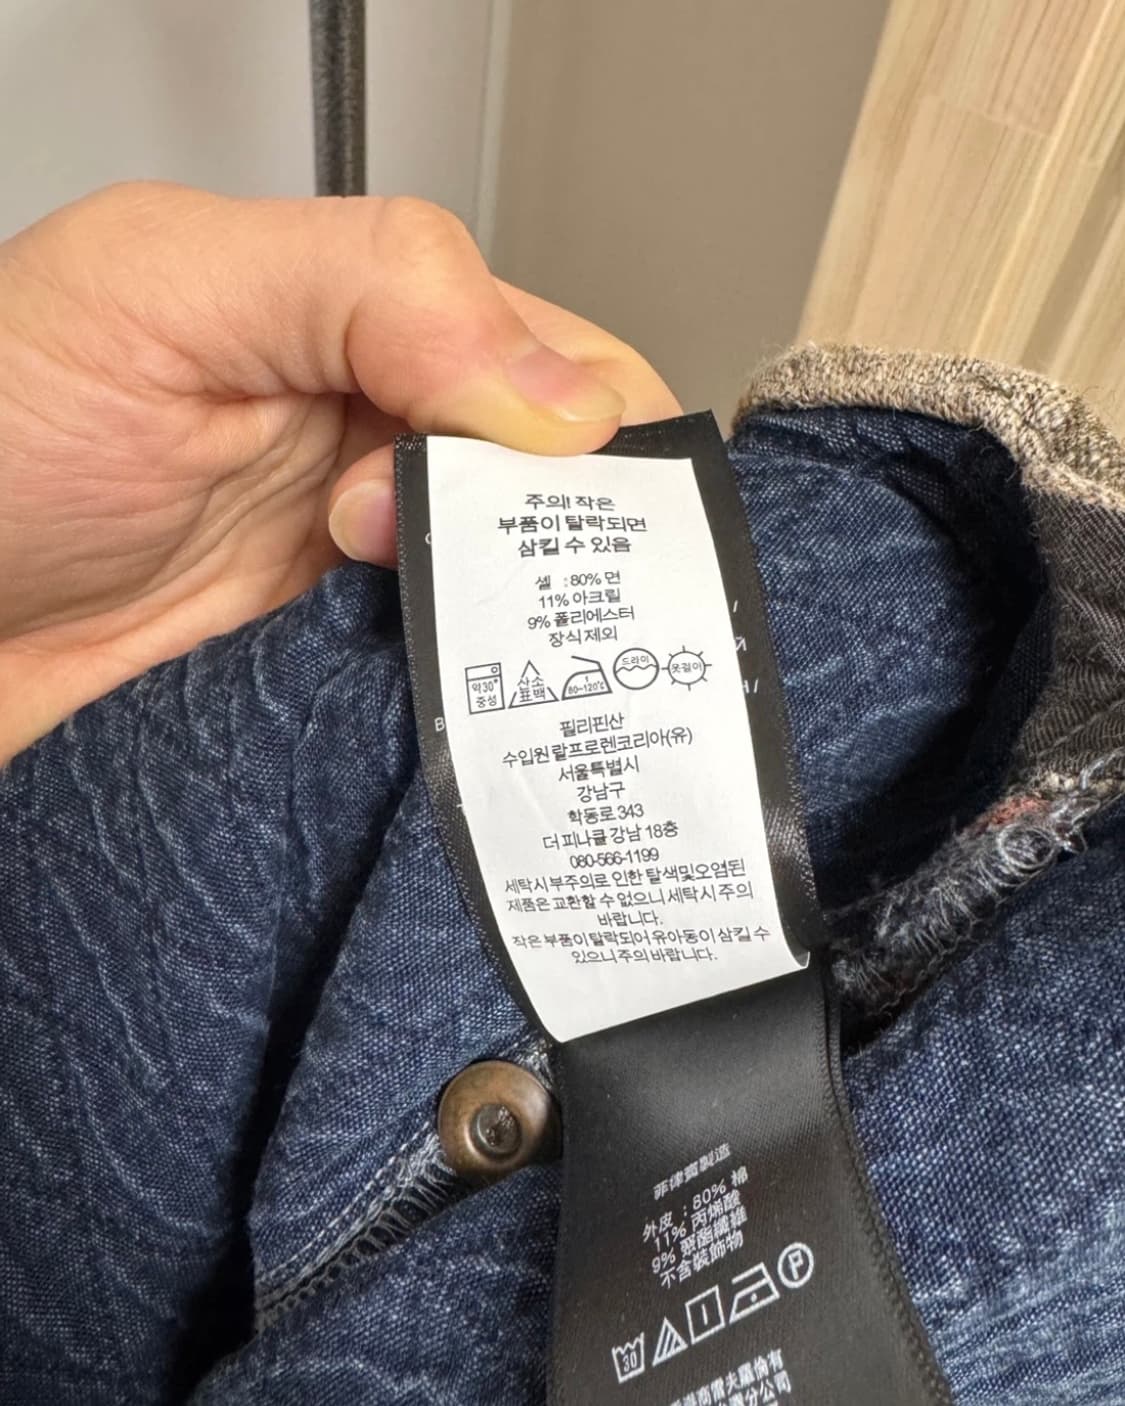 주의! 작은
부품이 탈락되면
삼킬 수 있음
셀 : 80% 면
11% 아크릴
9% 폴리에스터
장식제외
약30° 중성
산소 표백
1 80~120℃
드라이
옷걸이
필리핀산
수입원 랄프로렌코리아(유)
서울특별시
강남구
학동로 343
더 피나클 강남 18층
080-566-1199
세탁시 부주의로 인한 탈색및오염된
제품은 교환할 수 없으니 세탁시 주의
바랍니다.
작은 부품이 탈락되어 유아동이 삼킬 수
있으니 주의 바랍니다.
菲律賓製造
外皮 : 80% 棉
11% 丙烯酸
9% 聚酯纖維
不含裝飾物
30
P